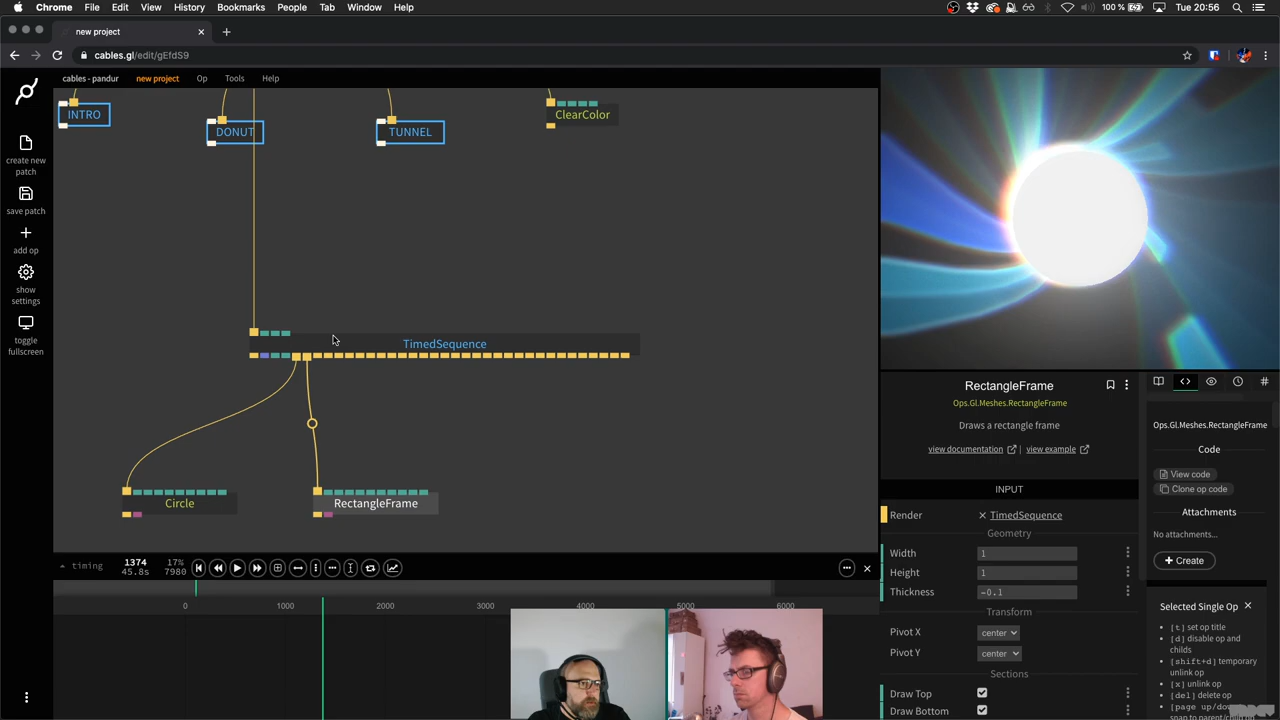 Chrome File Edit View History Bookmarks People Tab Window Help
100 % Tue 20:56
new project
cables.gl/edit/gEfdS9
cables - pandur new project Op Tools Help
create new
patch
save patch
add op
show
settings
toggle
fullscreen
INTRO
DONUT
TUNNEL
ClearColor
TimedSequence
Circle
RectangleFrame
timing
1374
45.8s
17%
7980
0 1000 2000 3000 4000 5000 6000
RectangleFrame
Ops.Gl.Meshes.RectangleFrame
Draws a rectangle frame
view documentation | view example
INPUT
Render × TimedSequence
Geometry
Width 1
Height 1
Thickness -0.1
Transform
Pivot X center
Pivot Y center
Sections
Draw Top
Draw Bottom
Ops.Gl.Meshes.RectangleFrame
Code
View code
Clone op code
Attachments
No attachments...
+ Create
Selected Single Op ×
[t] set op title
[d] disable op and
childs
[shift+d] temporary
unlink op
[x] unlink op
[del] delete op